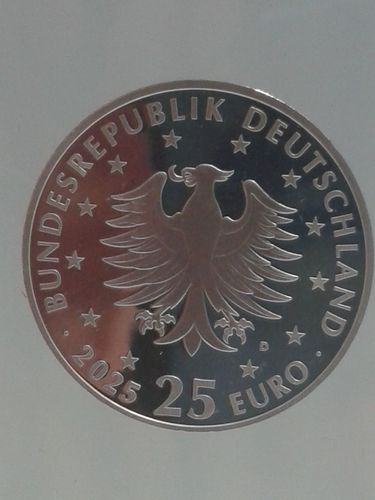 BUNDESREPUBLIK DEUTSCHLAND
· 2025 25 EURO ·
D